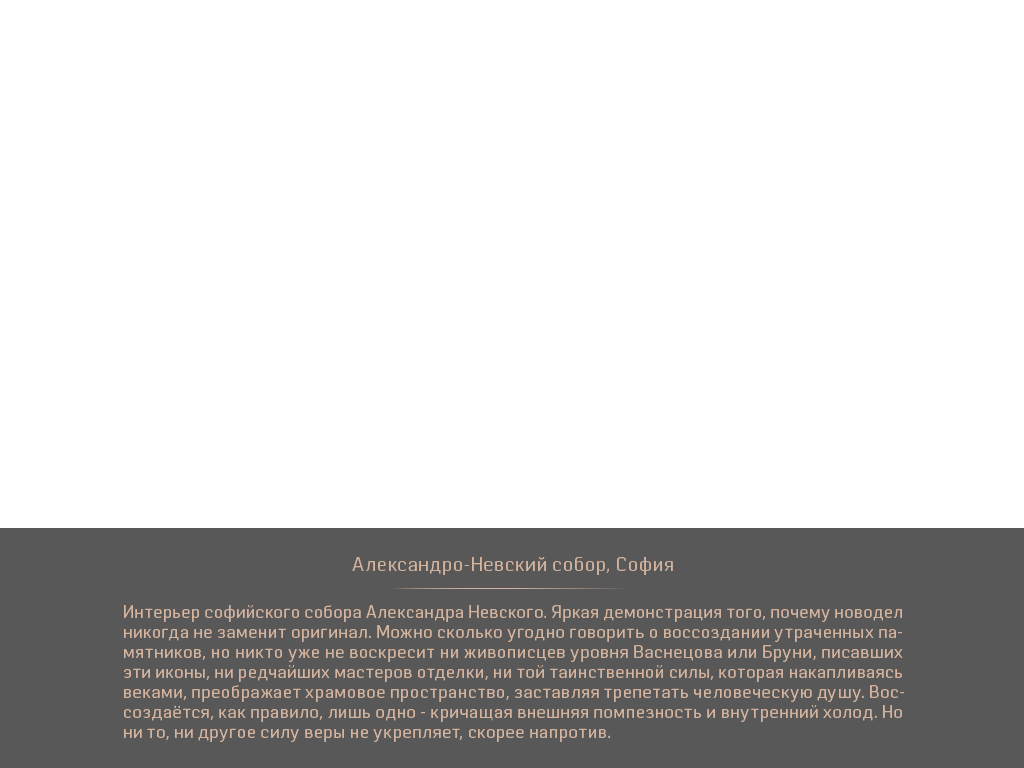 Александро-Невский собор, София
Интерьер софийского собора Александра Невского. Яркая демонстрация того, почему новодел
никогда не заменит оригинал. Можно сколько угодно говорить о воссоздании утраченных па-
мятников, но никто уже не воскресит ни живописцев уровня Васнецова или Бруни, писавших
эти иконы, ни редчайших мастеров отделки, ни той таинственной силы, которая накапливаясь
веками, преображает храмовое пространство, заставляя трепетать человеческую душу. Вос-
создаётся, как правило, лишь одно - кричащая внешняя помпезность и внутренний холод. Но
ни то, ни другое силу веры не укрепляет, скорее напротив.